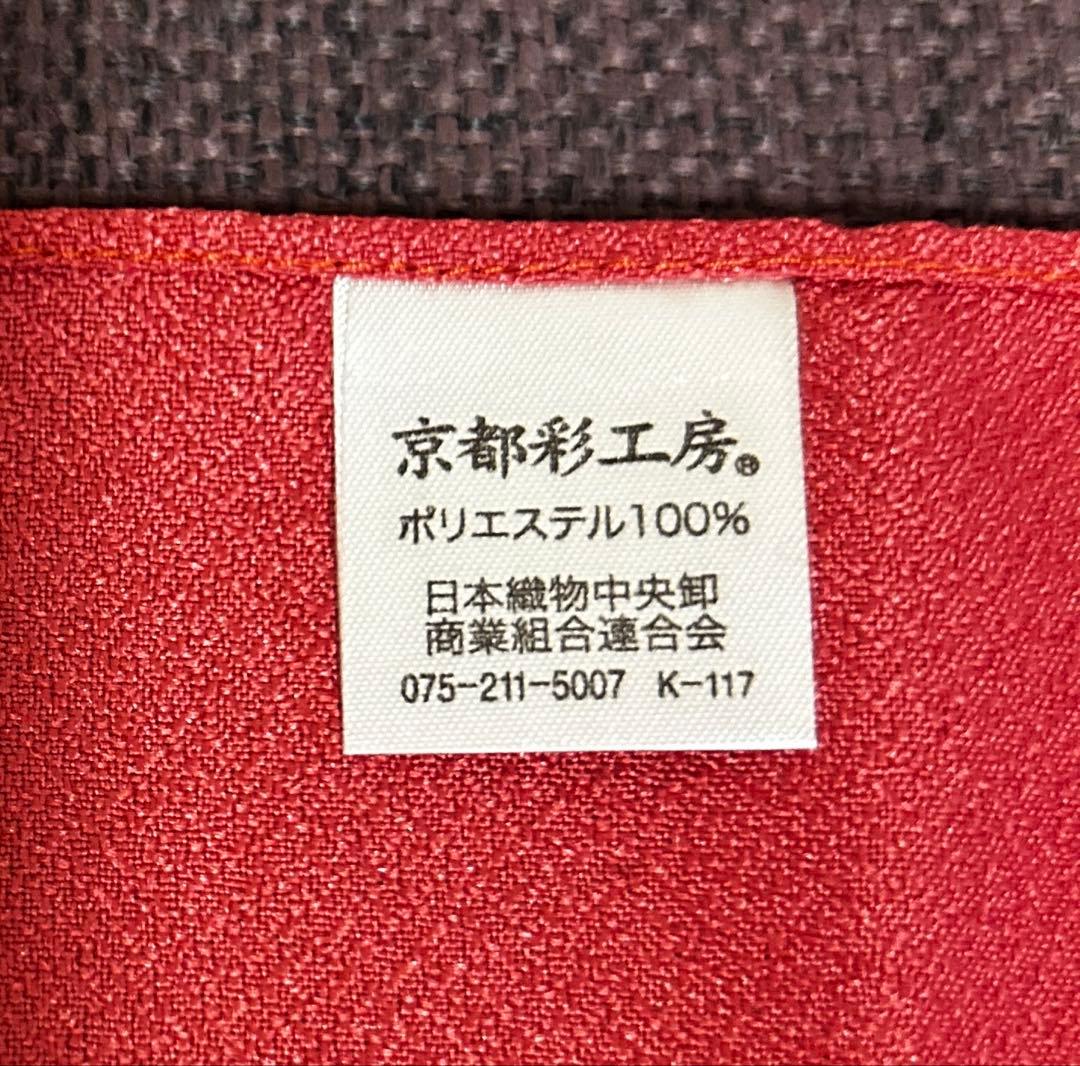 京都彩工房®
ポリエステル100%
日本織物中央卸
商業組合連合会
075-211-5007 K-117